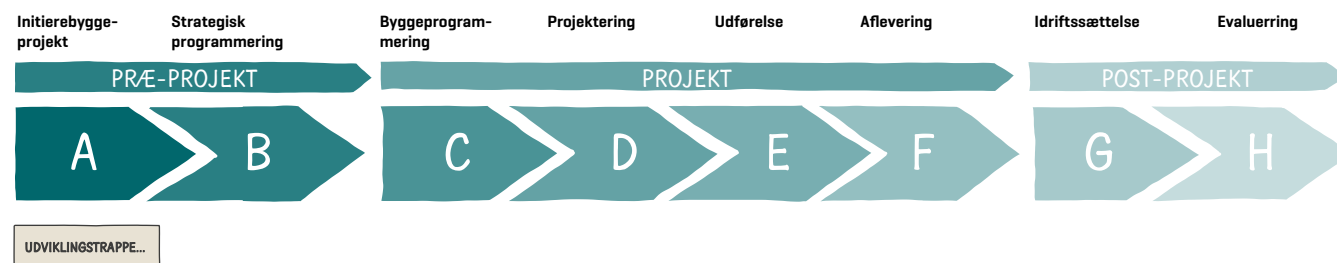 Initierebygge-
projekt
Strategisk
programmering
Byggeprogram-
mering
Projektering
Udførelse
Aflevering
Idriftssættelse
Evaluerring
PRÆ-PROJEKT
PROJEKT
POST-PROJEKT
A
B
C
D
E
F
G
H
UDVIKLINGSTRAPPE...